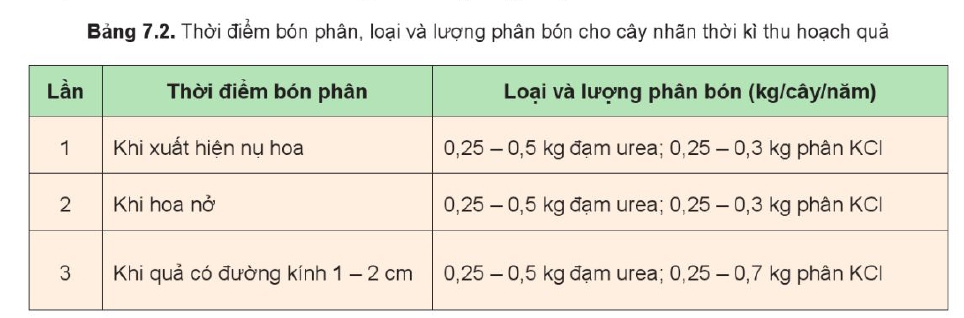 Bảng 7.2. Thời điểm bón phân, loại và lượng phân bón cho cây nhãn thời kì thu hoạch quả
Lần Thời điểm bón phân Loại và lượng phân bón (kg/cây/năm)
1 Khi xuất hiện nụ hoa 0,25 – 0,5 kg đạm urea; 0,25 – 0,3 kg phân KCl
2 Khi hoa nở 0,25 – 0,5 kg đạm urea; 0,25 – 0,3 kg phân KCl
3 Khi quả có đường kính 1 – 2 cm 0,25 – 0,5 kg đạm urea; 0,25 – 0,7 kg phân KCl